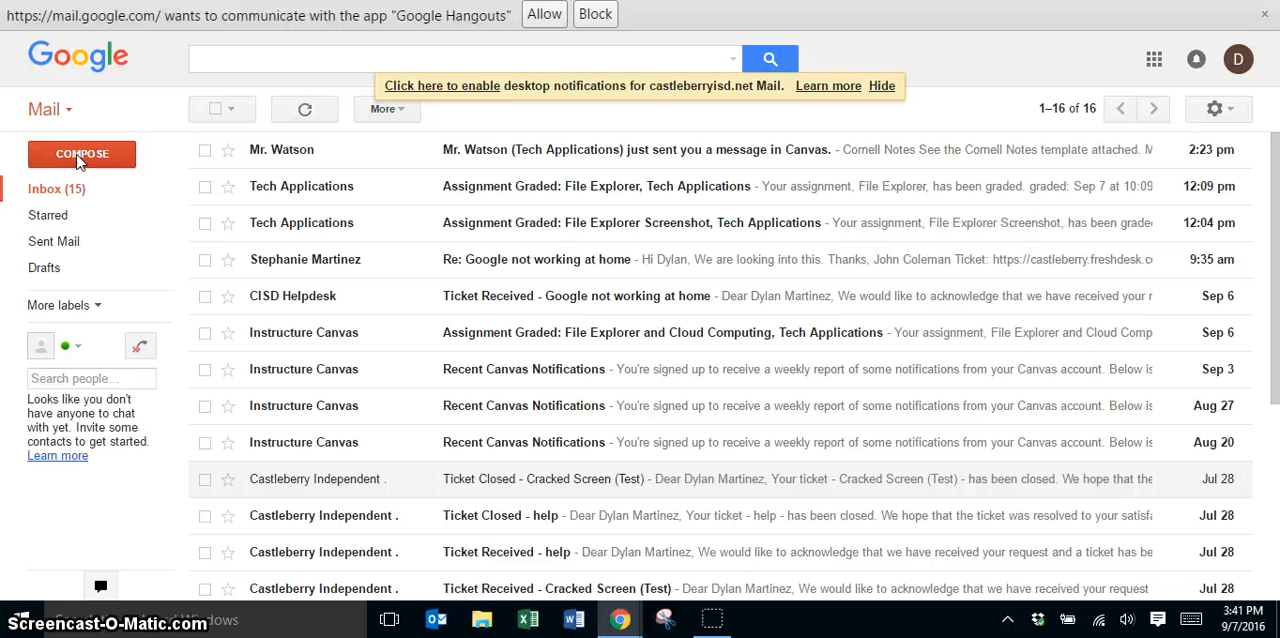 https://mail.google.com/ wants to communicate with the app "Google Hangouts" Allow Block ×
Google
Click here to enable desktop notifications for castleberryisd.net Mail. Learn more Hide
D
Mail More 1–16 of 16
COMPOSE
Inbox (15)
Starred
Sent Mail
Drafts
More labels
Search people...
Looks like you don't
have anyone to chat
with yet. Invite some
contacts to get started.
Learn more
Mr. Watson Mr. Watson (Tech Applications) just sent you a message in Canvas. - Cornell Notes See the Cornell Notes template attached. M 2:23 pm
Tech Applications Assignment Graded: File Explorer, Tech Applications - Your assignment, File Explorer, has been graded. graded: Sep 7 at 10:09 12:09 pm
Tech Applications Assignment Graded: File Explorer Screenshot, Tech Applications - Your assignment, File Explorer Screenshot, has been grade 12:04 pm
Stephanie Martinez Re: Google not working at home - Hi Dylan, We are looking into this. Thanks, John Coleman Ticket: https://castleberry.freshdesk.c 9:35 am
CISD Helpdesk Ticket Received - Google not working at home - Dear Dylan Martinez, We would like to acknowledge that we have received your r Sep 6
Instructure Canvas Assignment Graded: File Explorer and Cloud Computing, Tech Applications - Your assignment, File Explorer and Cloud Comp Sep 6
Instructure Canvas Recent Canvas Notifications - You're signed up to receive a weekly report of some notifications from your Canvas account. Below is Sep 3
Instructure Canvas Recent Canvas Notifications - You're signed up to receive a weekly report of some notifications from your Canvas account. Below is Aug 27
Instructure Canvas Recent Canvas Notifications - You're signed up to receive a weekly report of some notifications from your Canvas account. Below is Aug 20
Castleberry Independent . Ticket Closed - Cracked Screen (Test) - Dear Dylan Martinez, Your ticket - Cracked Screen (Test) - has been closed. We hope that the Jul 28
Castleberry Independent . Ticket Closed - help - Dear Dylan Martinez, Your ticket - help - has been closed. We hope that the ticket was resolved to your satisfa Jul 28
Castleberry Independent . Ticket Received - help - Dear Dylan Martinez, We would like to acknowledge that we have received your request and a ticket has be Jul 28
Castleberry Independent . Ticket Received - Cracked Screen (Test) - Dear Dylan Martinez, We would like to acknowledge that we have received your request Jul 28
Screencast-O-Matic.com Windows
3:41 PM
9/7/2016